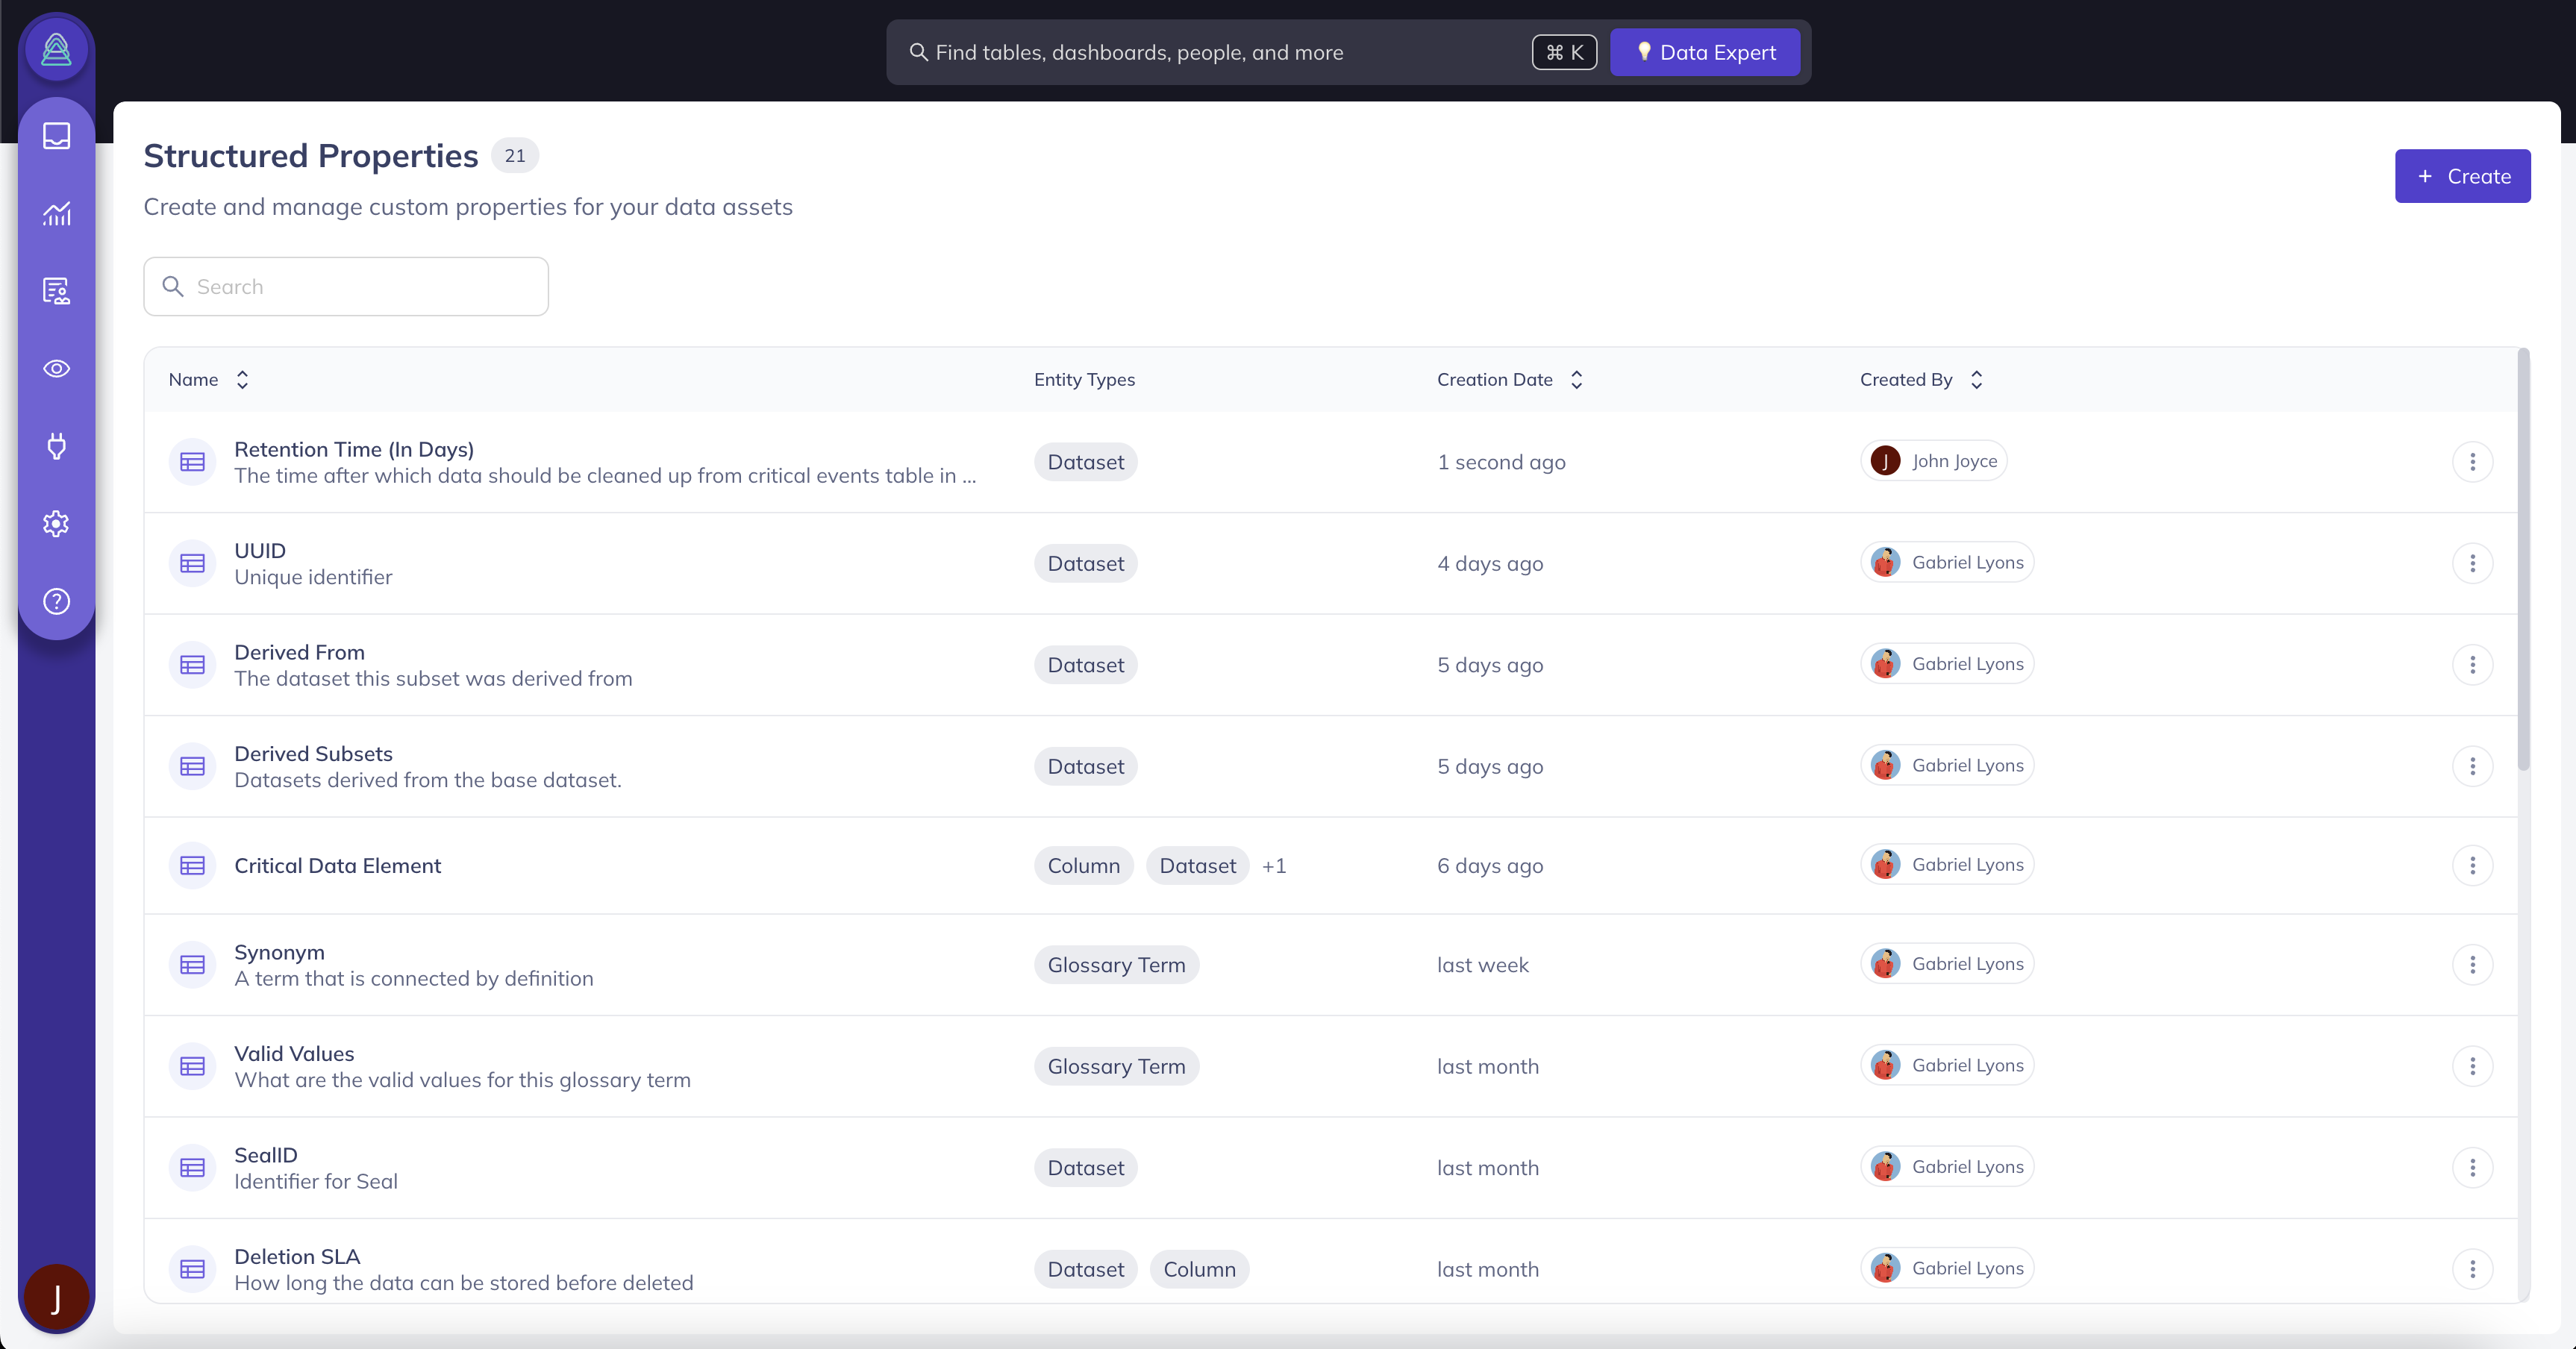 Find tables, dashboards, people, and more ⌘ K Data Expert
Structured Properties 21
Create and manage custom properties for your data assets
+ Create
Search
Name Entity Types Creation Date Created By
Retention Time (In Days)
The time after which data should be cleaned up from critical events table in ...
Dataset 1 second ago J John Joyce
UUID
Unique identifier
Dataset 4 days ago Gabriel Lyons
Derived From
The dataset this subset was derived from
Dataset 5 days ago Gabriel Lyons
Derived Subsets
Datasets derived from the base dataset.
Dataset 5 days ago Gabriel Lyons
Critical Data Element Column Dataset +1 6 days ago Gabriel Lyons
Synonym
A term that is connected by definition
Glossary Term last week Gabriel Lyons
Valid Values
What are the valid values for this glossary term
Glossary Term last month Gabriel Lyons
SealID
Identifier for Seal
Dataset last month Gabriel Lyons
Deletion SLA
How long the data can be stored before deleted
Dataset Column last month Gabriel Lyons
J